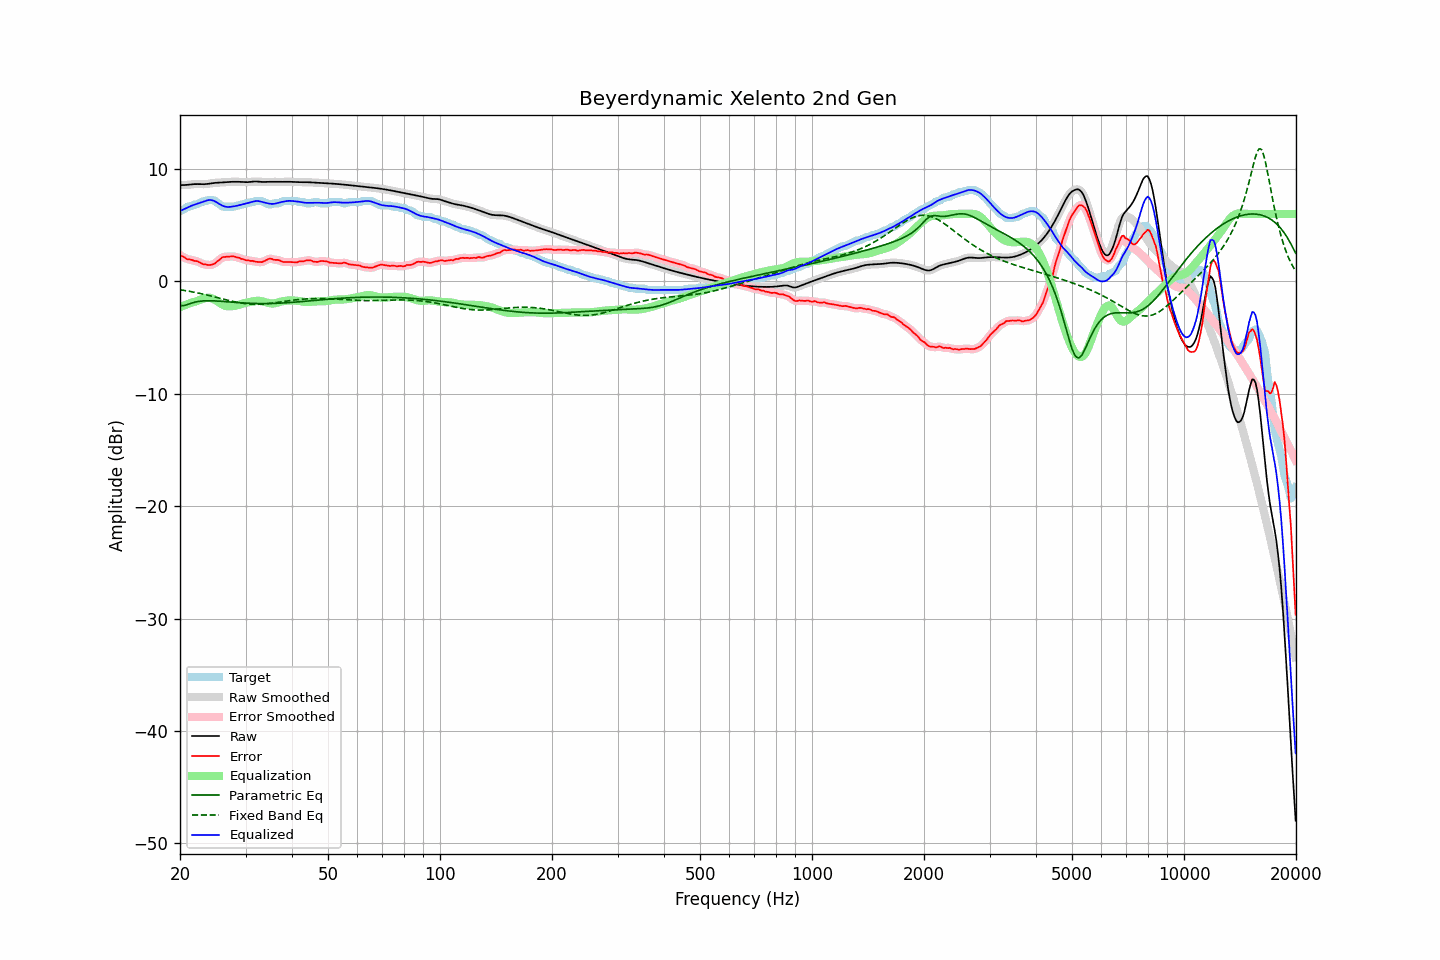 Beyerdynamic Xelento 2nd Gen
Amplitude (dBr)
10
0
−10
−20
−30
−40
−50
Target
Raw Smoothed
Error Smoothed
Raw
Error
Equalization
Parametric Eq
Fixed Band Eq
Equalized
20 50 100 200 500 1000 2000 5000 10000 20000
Frequency (Hz)